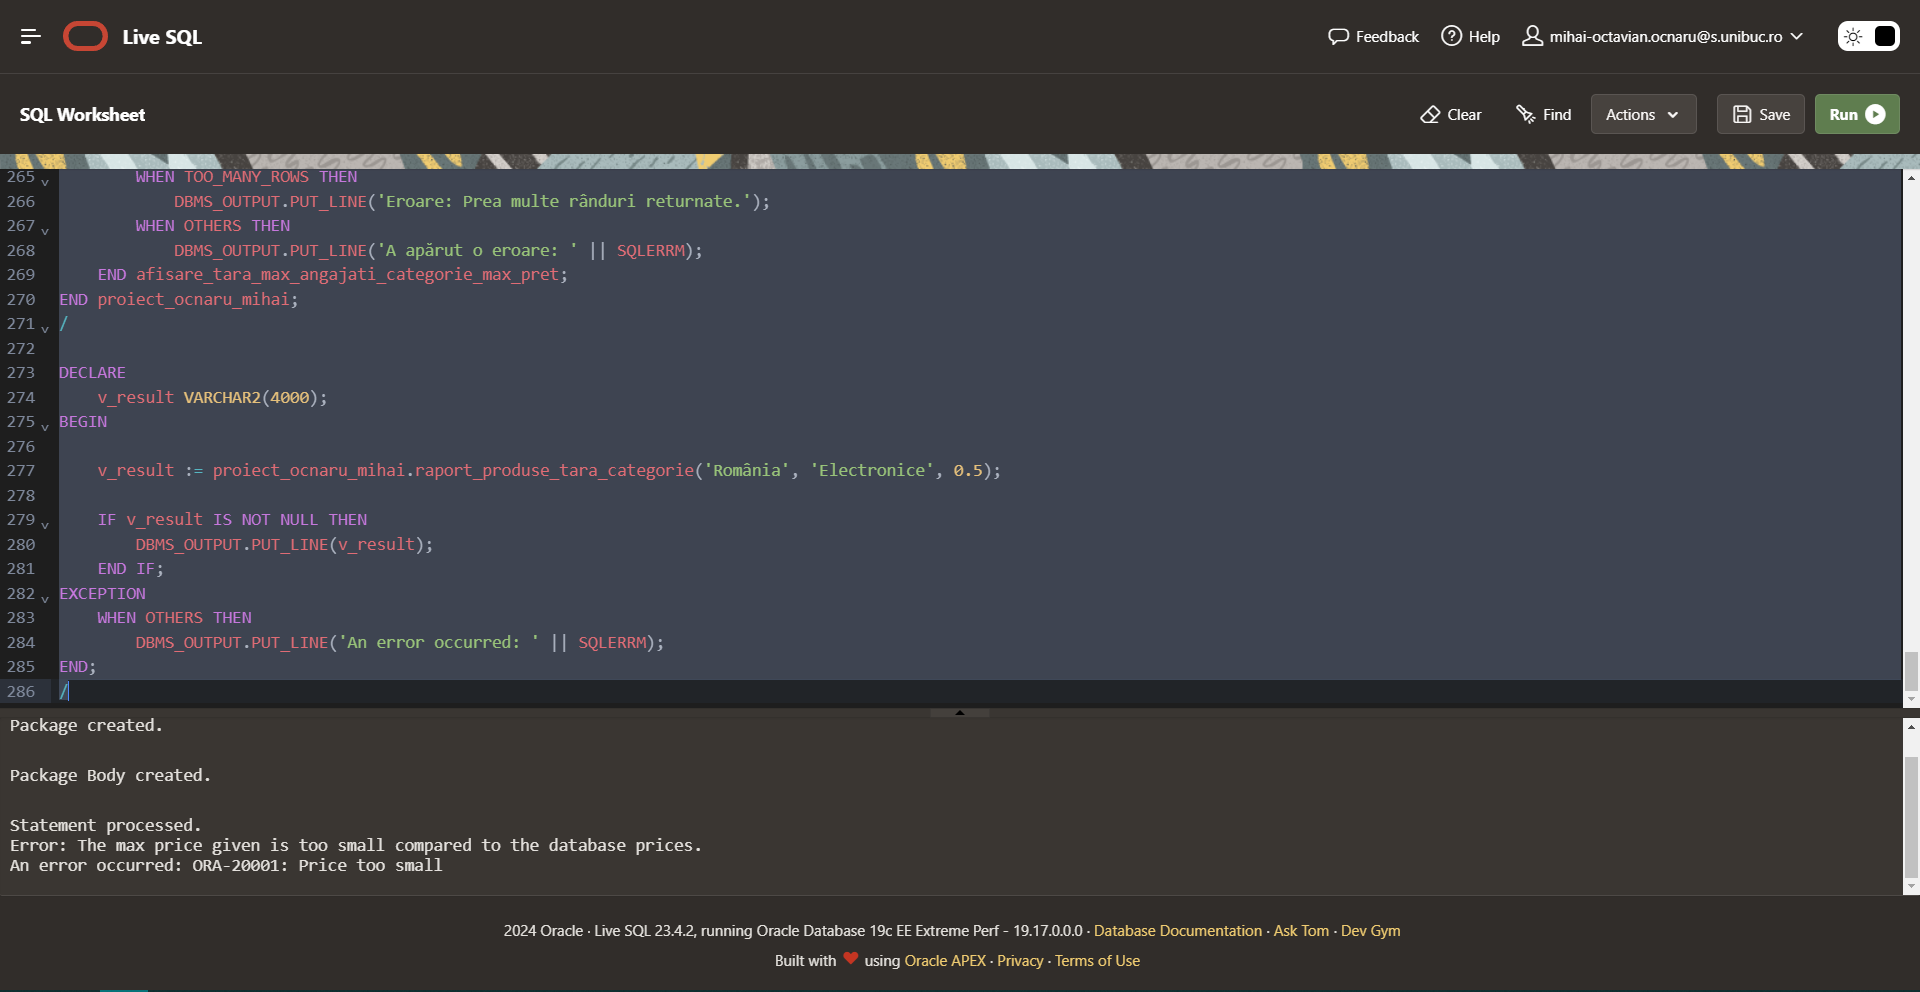 Live SQL
Feedback
Help
mihai-octavian.ocnaru@s.unibuc.ro
SQL Worksheet
Clear
Find
Actions
Save
Run
265 WHEN TOO_MANY_ROWS THEN
266 DBMS_OUTPUT.PUT_LINE('Eroare: Prea multe rânduri returnate.');
267 WHEN OTHERS THEN
268 DBMS_OUTPUT.PUT_LINE('A apărut o eroare: ' || SQLERRM);
269 END afisare_tara_max_angajati_categorie_max_pret;
270 END proiect_ocnaru_mihai;
271 /
272
273 DECLARE
274 v_result VARCHAR2(4000);
275 BEGIN
276
277 v_result := proiect_ocnaru_mihai.raport_produse_tara_categorie('România', 'Electronice', 0.5);
278
279 IF v_result IS NOT NULL THEN
280 DBMS_OUTPUT.PUT_LINE(v_result);
281 END IF;
282 EXCEPTION
283 WHEN OTHERS THEN
284 DBMS_OUTPUT.PUT_LINE('An error occurred: ' || SQLERRM);
285 END;
286 /
Package created.
Package Body created.
Statement processed.
Error: The max price given is too small compared to the database prices.
An error occurred: ORA-20001: Price too small
2024 Oracle · Live SQL 23.4.2, running Oracle Database 19c EE Extreme Perf - 19.17.0.0.0 · Database Documentation · Ask Tom · Dev Gym
Built with ❤ using Oracle APEX · Privacy · Terms of Use